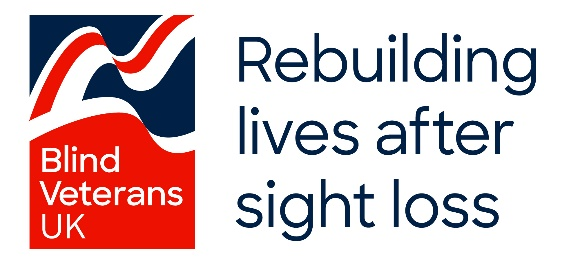 Blind
Veterans
UK
Rebuilding
lives after
sight loss